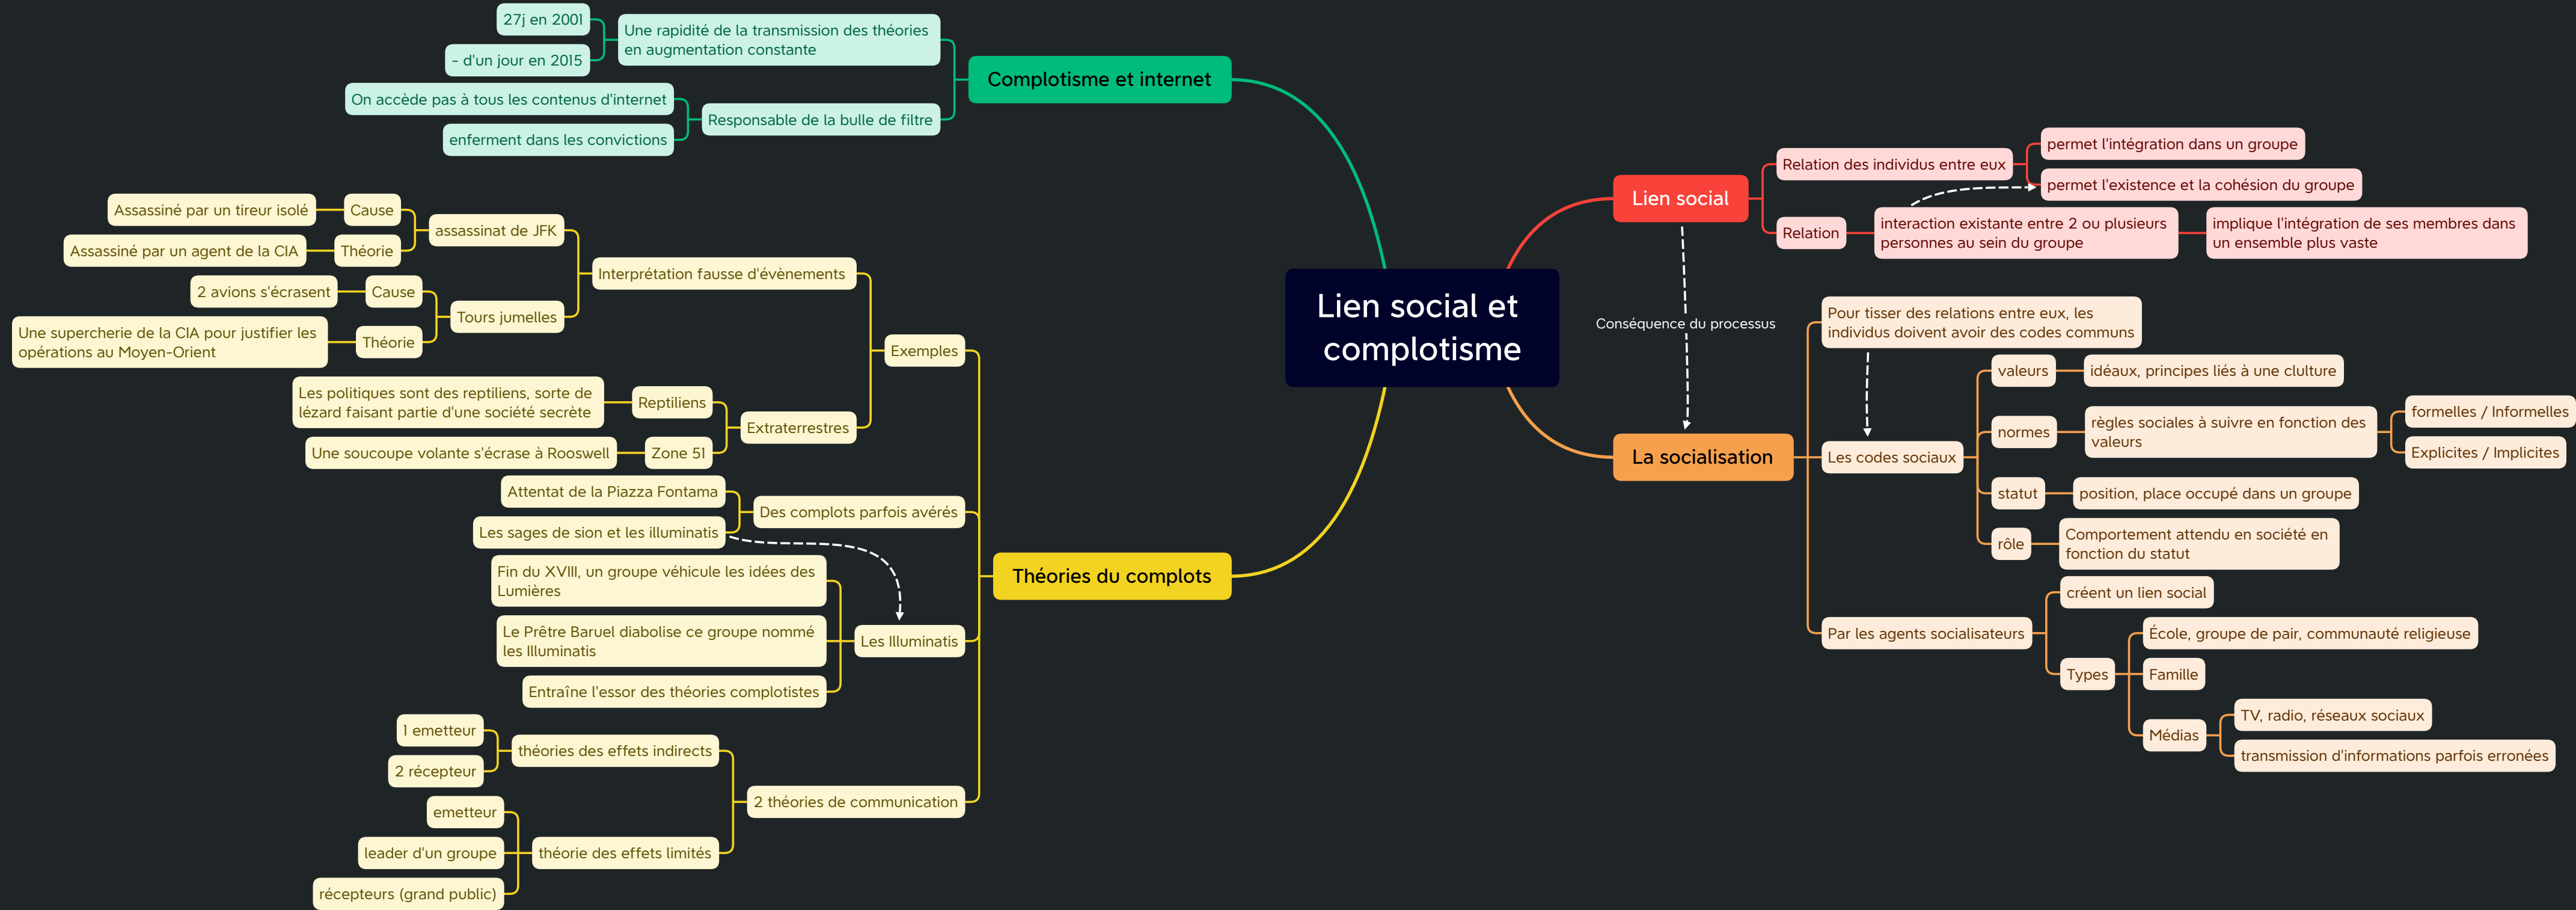 Lien social et
complotisme
Complotisme et internet
Une rapidité de la transmission des théories
en augmentation constante
27j en 2001
- d'un jour en 2015
Responsable de la bulle de filtre
On accède pas à tous les contenus d'internet
enferment dans les convictions
Lien social
Relation des individus entre eux
permet l'intégration dans un groupe
permet l'existence et la cohésion du groupe
Relation
interaction existante entre 2 ou plusieurs
personnes au sein du groupe
implique l'intégration de ses membres dans
un ensemble plus vaste
Conséquence du processus
La socialisation
Pour tisser des relations entre eux, les
individus doivent avoir des codes communs
Les codes sociaux
valeurs
idéaux, principes liés à une clulture
normes
règles sociales à suivre en fonction des
valeurs
formelles / Informelles
Explicites / Implicites
statut
position, place occupé dans un groupe
rôle
Comportement attendu en société en
fonction du statut
Par les agents socialisateurs
créent un lien social
Types
École, groupe de pair, communauté religieuse
Famille
Médias
TV, radio, réseaux sociaux
transmission d'informations parfois erronées
Théories du complots
Exemples
Interprétation fausse d'évènements
assassinat de JFK
Cause
Assassiné par un tireur isolé
Théorie
Assassiné par un agent de la CIA
Tours jumelles
Cause
2 avions s'écrasent
Théorie
Une supercherie de la CIA pour justifier les
opérations au Moyen-Orient
Extraterrestres
Reptiliens
Les politiques sont des reptiliens, sorte de
lézard faisant partie d'une société secrète
Zone 51
Une soucoupe volante s'écrase à Rooswell
Des complots parfois avérés
Attentat de la Piazza Fontama
Les sages de sion et les illuminatis
Les Illuminatis
Fin du XVIII, un groupe véhicule les idées des
Lumières
Le Prêtre Baruel diabolise ce groupe nommé
les Illuminatis
Entraîne l'essor des théories complotistes
2 théories de communication
théories des effets indirects
1 emetteur
2 récepteur
théorie des effets limités
emetteur
leader d'un groupe
récepteurs (grand public)